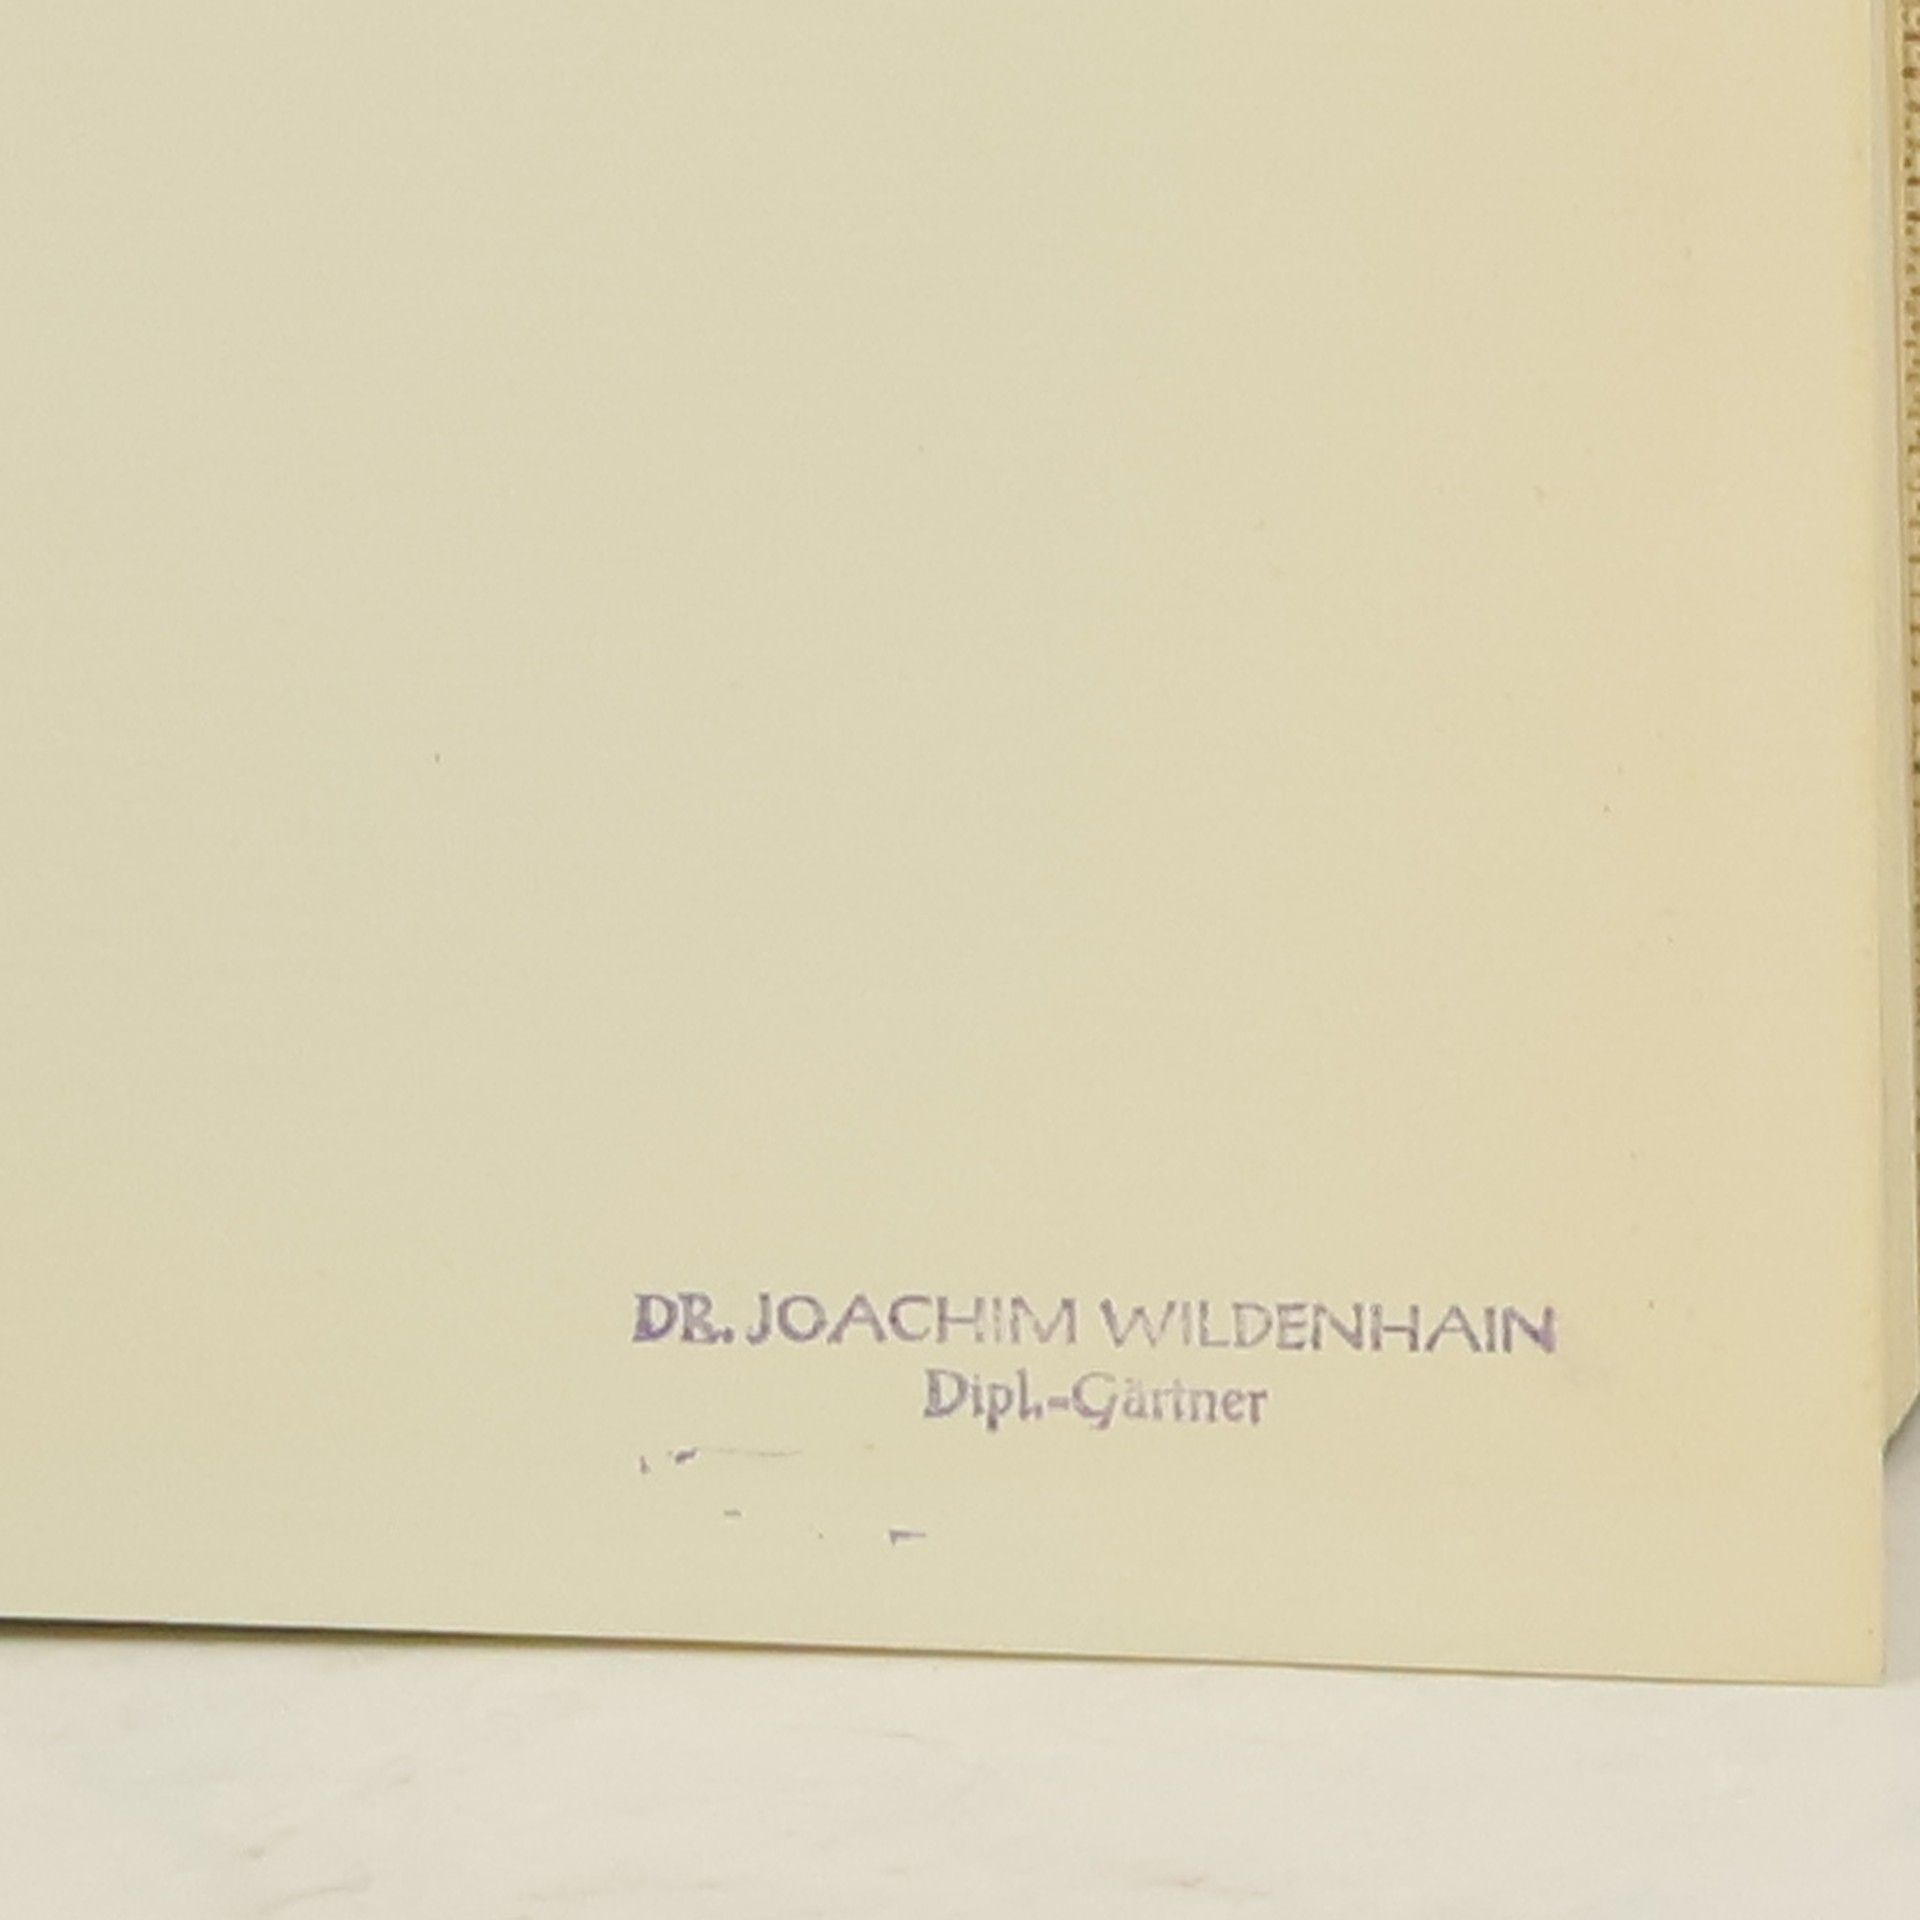 DR. JOACHIM WILDENHAIN
Dipl.-Gärtner